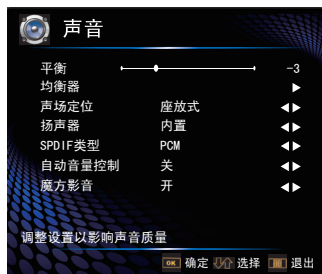 声音
平衡 -3
均衡器
声场定位 座放式
扬声器 内置
SPDIF类型 PCM
自动音量控制 关
魔方影音 开
调整设置以影响声音质量
OK 确定 选择 退出